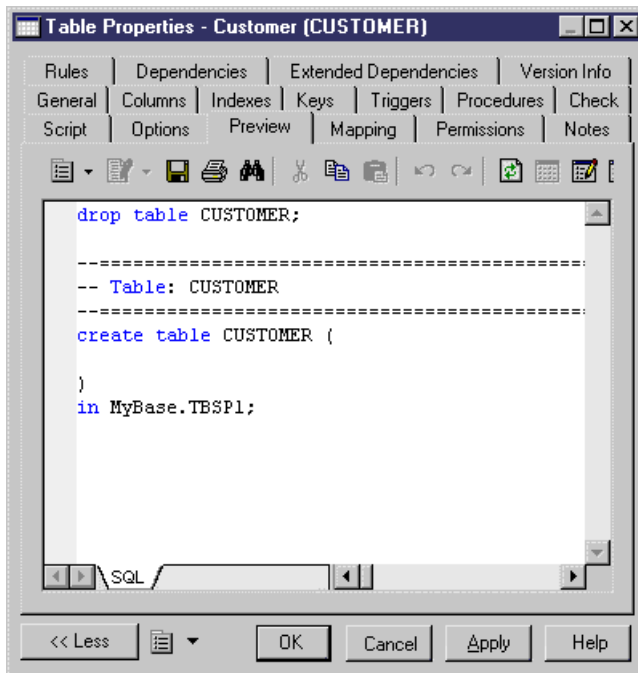 Table Properties - Customer (CUSTOMER)
Rules Dependencies Extended Dependencies Version Info
General Columns Indexes Keys Triggers Procedures Check
Script Options Preview Mapping Permissions Notes
drop table CUSTOMER;
--==============================================
-- Table: CUSTOMER
--==============================================
create table CUSTOMER (
)
in MyBase.TBSP1;
SQL
<< Less OK Cancel Apply Help